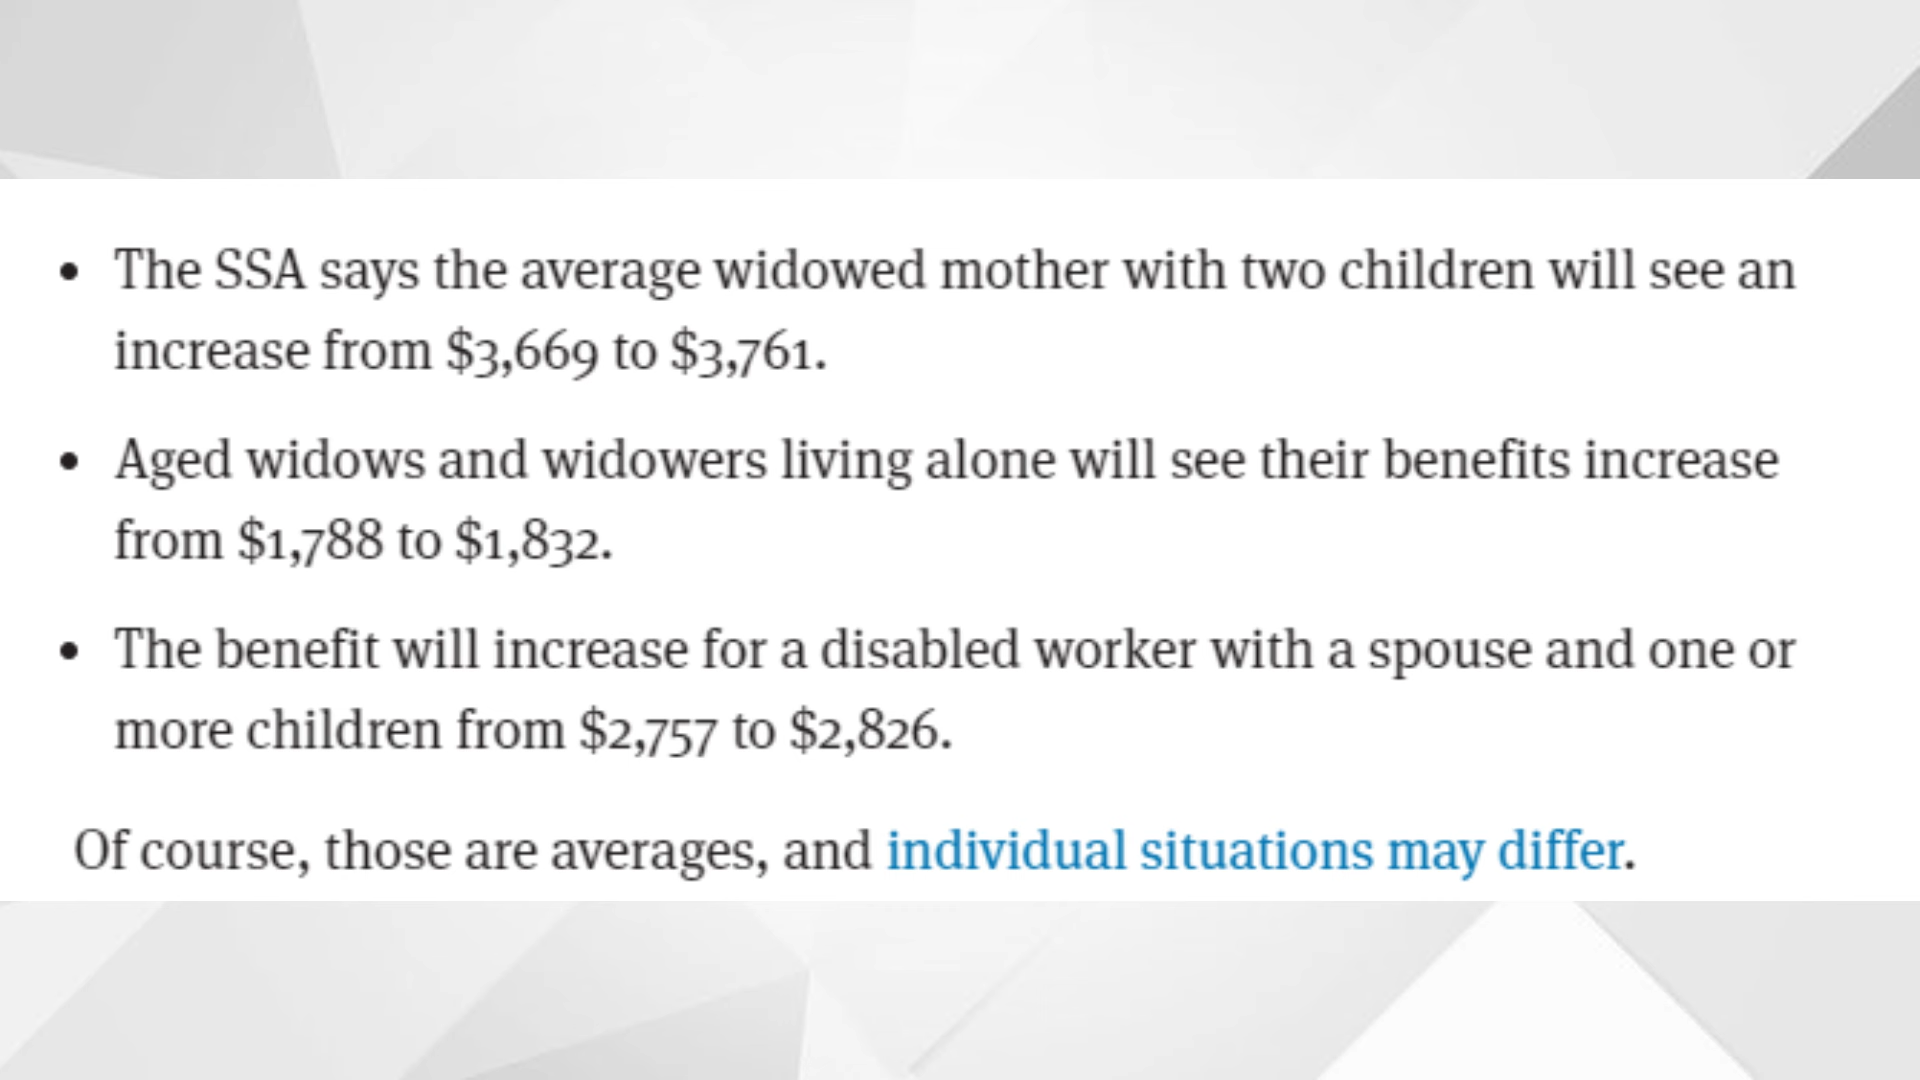 • The SSA says the average widowed mother with two children will see an
increase from $3,669 to $3,761.
• Aged widows and widowers living alone will see their benefits increase
from $1,788 to $1,832.
• The benefit will increase for a disabled worker with a spouse and one or
more children from $2,757 to $2,826.
Of course, those are averages, and individual situations may differ.